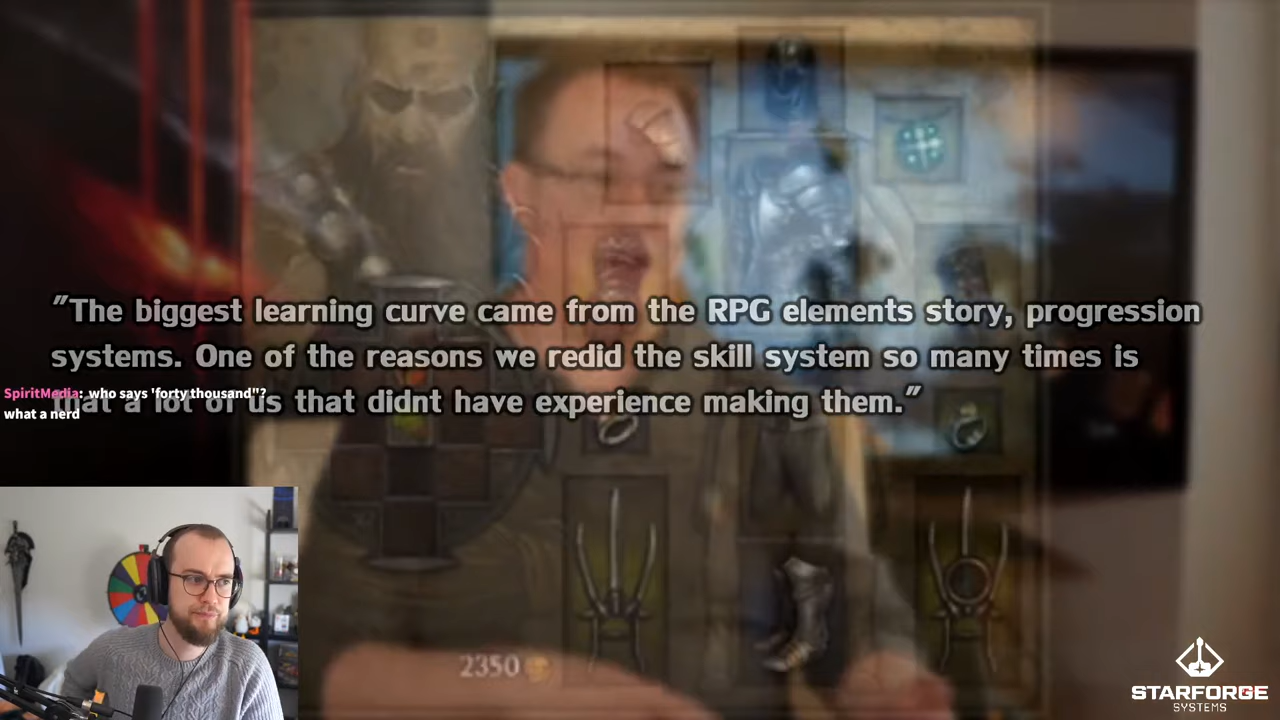 "The biggest learning curve came from the RPG elements story, progression
systems. One of the reasons we redid the skill system so many times is
that a lot of us that didnt have experience making them."
SpiritMedia: who says 'forty thousand"?
what a nerd
2350
STARFORGE
SYSTEMS